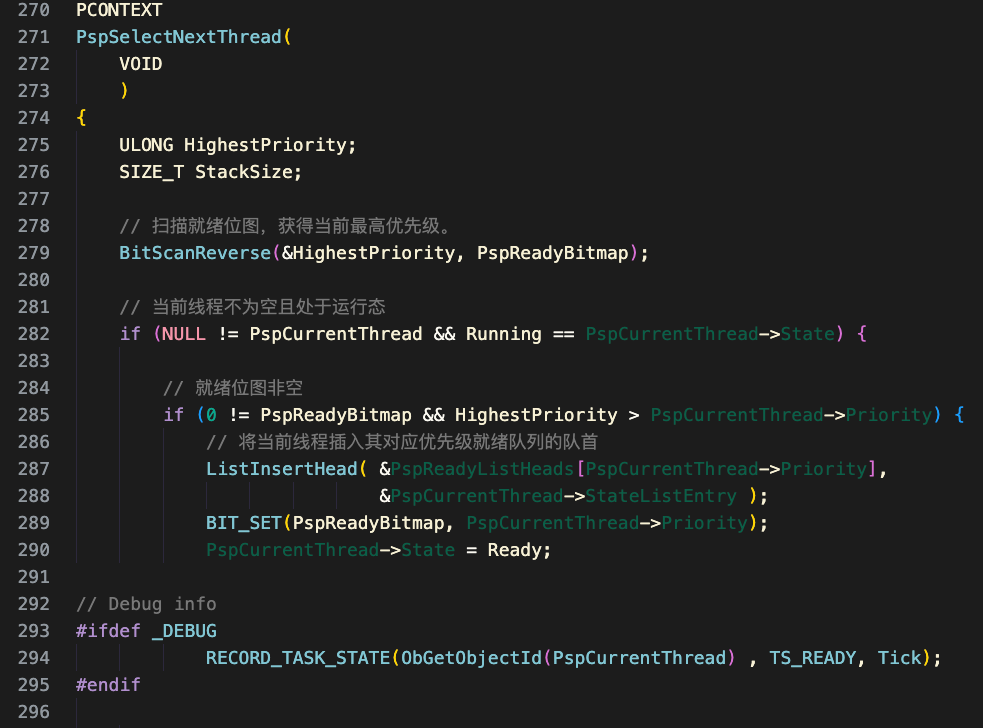 270 PCONTEXT
271 PspSelectNextThread(
272     VOID
273     )
274 {
275     ULONG HighestPriority;
276     SIZE_T StackSize;
277
278     // 扫描就绪位图，获得当前最高优先级。
279     BitScanReverse(&HighestPriority, PspReadyBitmap);
280
281     // 当前线程不为空且处于运行态
282     if (NULL != PspCurrentThread && Running == PspCurrentThread->State) {
283
284         // 就绪位图非空
285         if (0 != PspReadyBitmap && HighestPriority > PspCurrentThread->Priority) {
286             // 将当前线程插入其对应优先级就绪队列的队首
287             ListInsertHead( &PspReadyListHeads[PspCurrentThread->Priority],
288                             &PspCurrentThread->StateListEntry );
289             BIT_SET(PspReadyBitmap, PspCurrentThread->Priority);
290             PspCurrentThread->State = Ready;
291
292 // Debug info
293 #ifdef _DEBUG
294             RECORD_TASK_STATE(ObGetObjectId(PspCurrentThread) , TS_READY, Tick);
295 #endif
296